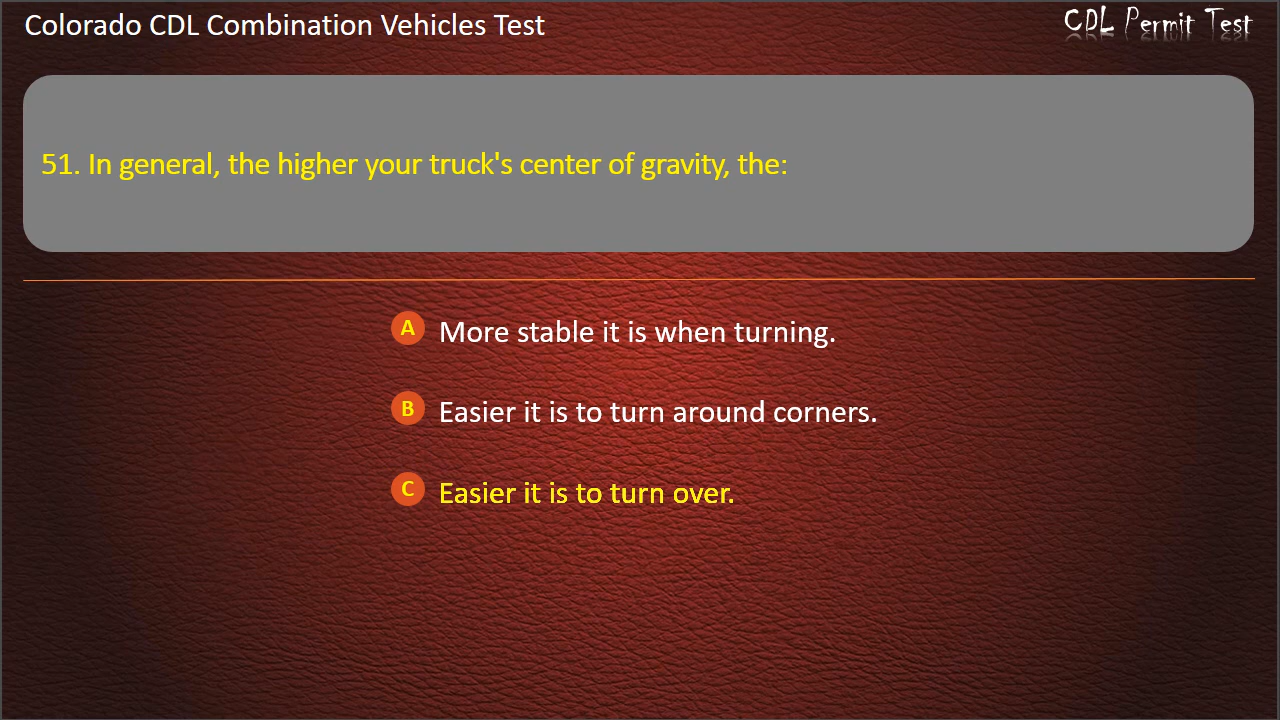 Colorado CDL Combination Vehicles Test
CDL Permit Test
51. In general, the higher your truck's center of gravity, the:
A More stable it is when turning.
B Easier it is to turn around corners.
C Easier it is to turn over.